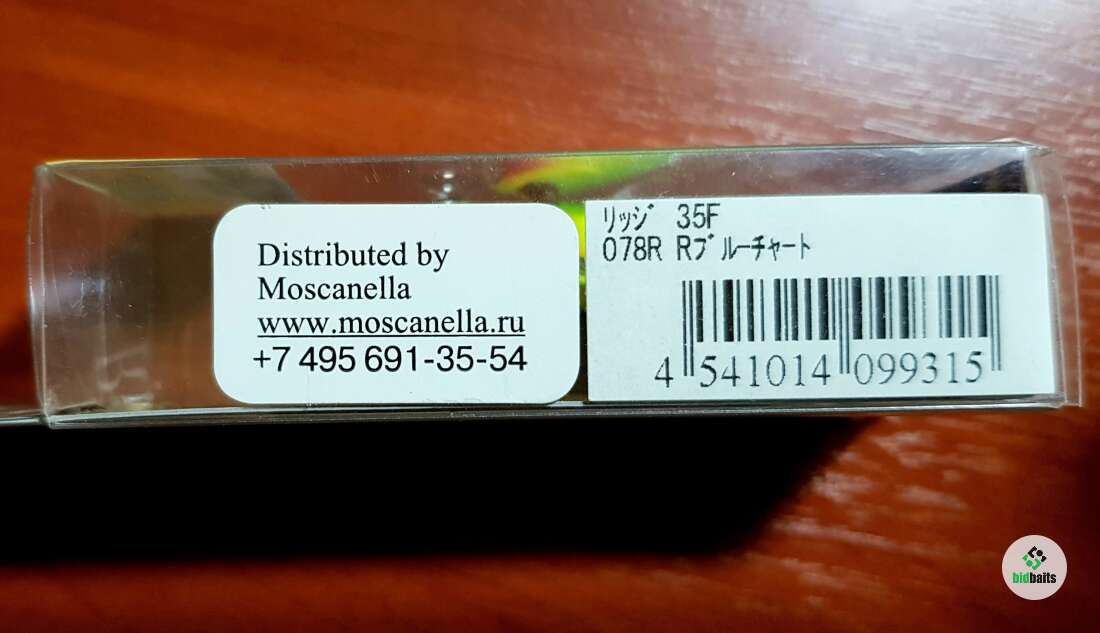 Distributed by
Moscanella
www.moscanella.ru
+7 495 691-35-54
ﾘｯｼﾞ 35F
078R Rﾌﾞﾙｰﾁｬｰﾄ
4 541014 099315
bidbaits